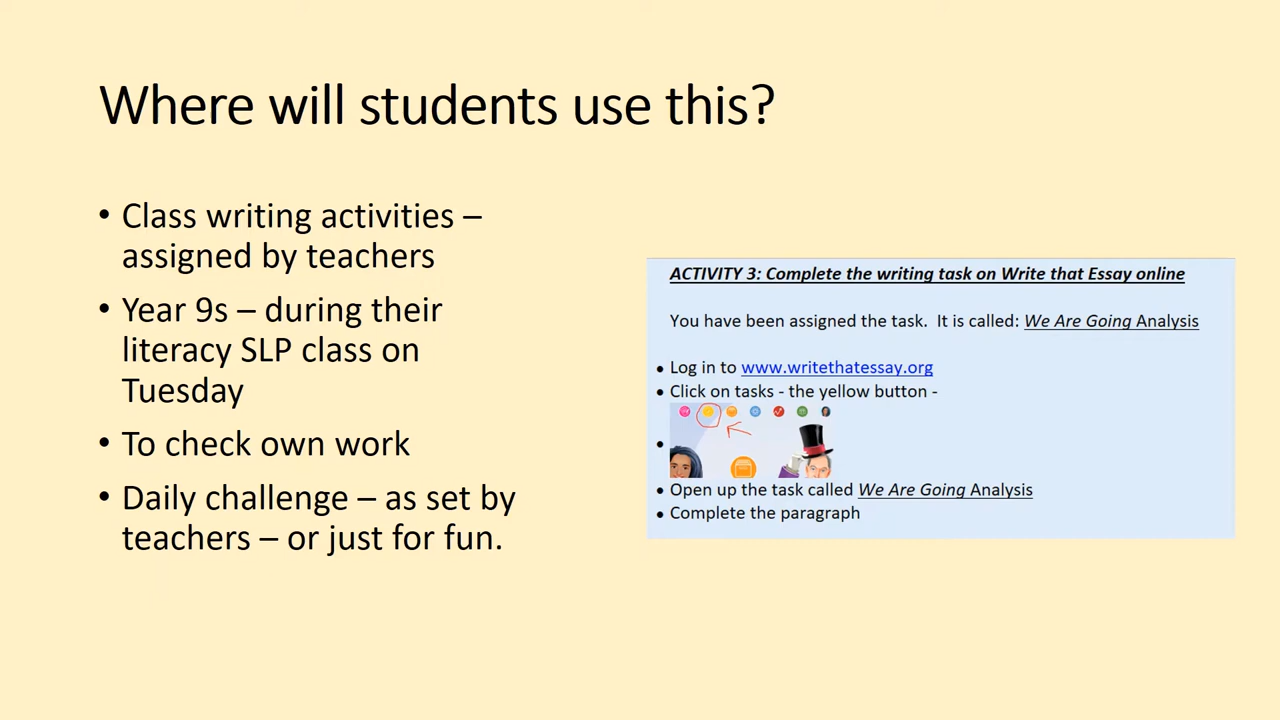 Where will students use this?
• Class writing activities –
assigned by teachers
• Year 9s – during their
literacy SLP class on
Tuesday
• To check own work
• Daily challenge – as set by
teachers – or just for fun.
ACTIVITY 3: Complete the writing task on Write that Essay online
You have been assigned the task.  It is called: We Are Going Analysis
• Log in to www.writethatessay.org
• Click on tasks - the yellow button -
•
• Open up the task called We Are Going Analysis
• Complete the paragraph